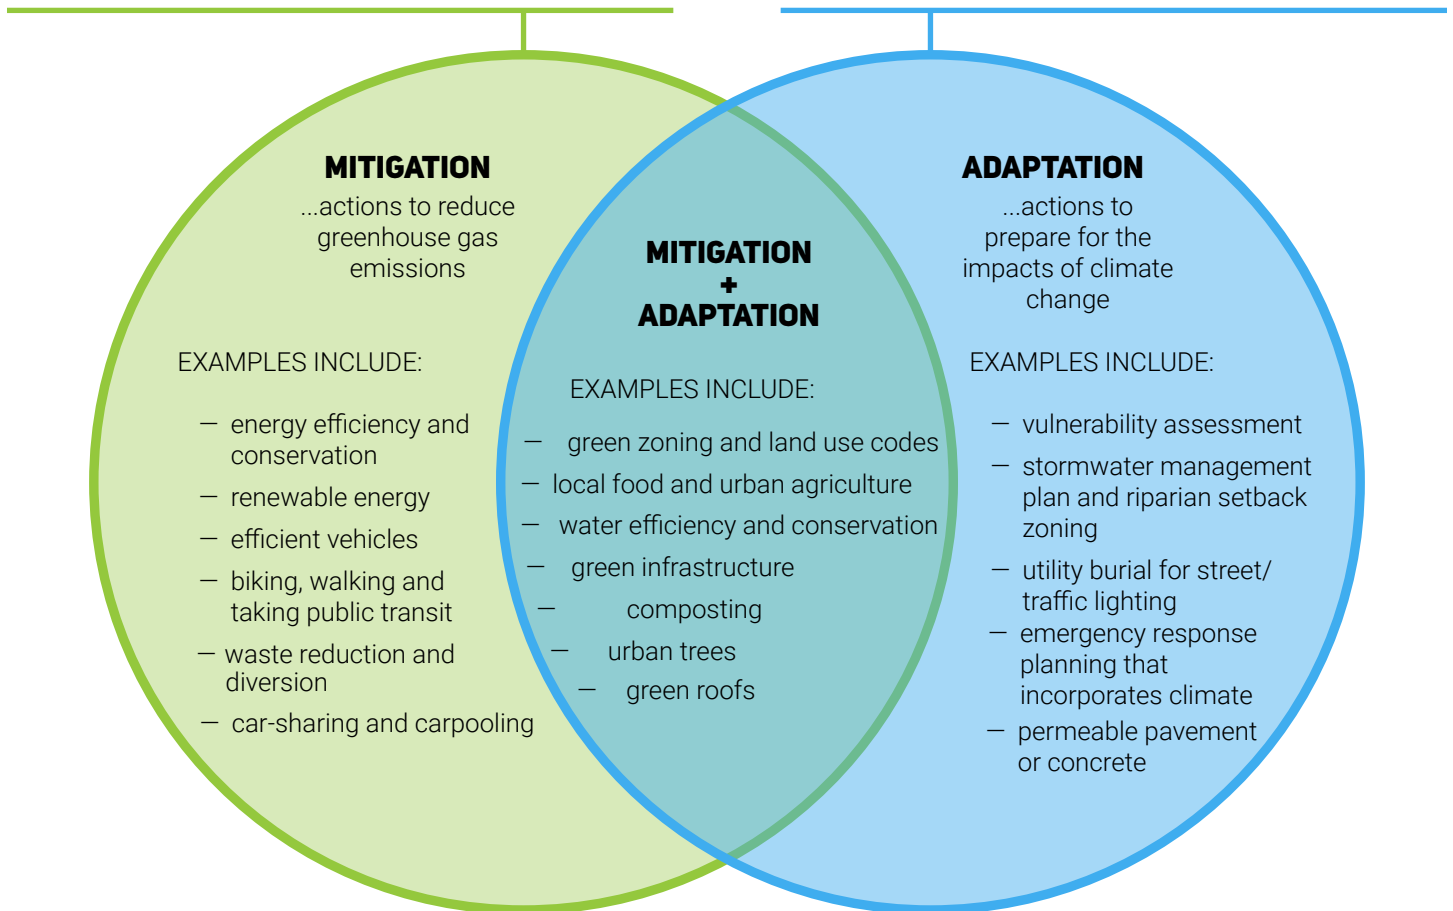 MITIGATION
...actions to reduce
greenhouse gas
emissions
EXAMPLES INCLUDE:
— energy efficiency and
conservation
— renewable energy
— efficient vehicles
— biking, walking and
taking public transit
— waste reduction and
diversion
— car-sharing and carpooling
MITIGATION
+
ADAPTATION
EXAMPLES INCLUDE:
— green zoning and land use codes
— local food and urban agriculture
— water efficiency and conservation
— green infrastructure
— composting
— urban trees
— green roofs
ADAPTATION
...actions to
prepare for the
impacts of climate
change
EXAMPLES INCLUDE:
— vulnerability assessment
— stormwater management
plan and riparian setback
zoning
— utility burial for street/
traffic lighting
— emergency response
planning that
incorporates climate
— permeable pavement
or concrete